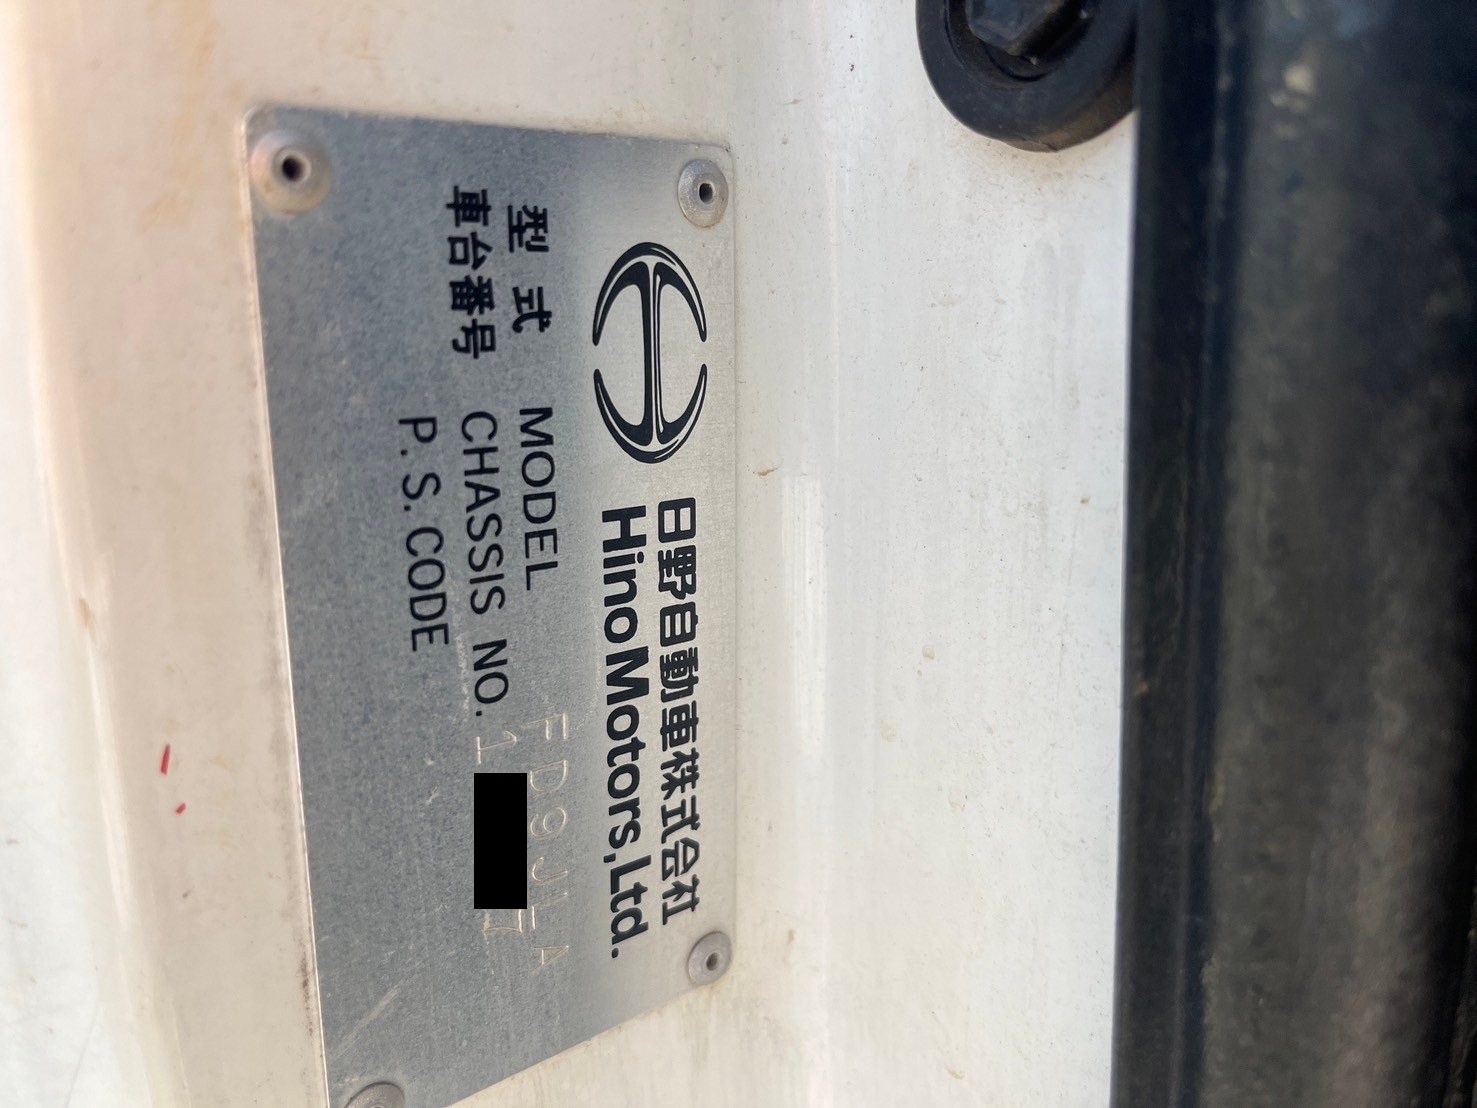 日野自動車株式会社
Hino Motors, Ltd.
型式 MODEL FD9JLA
車台番号 CHASSIS NO. 1
P.S.CODE